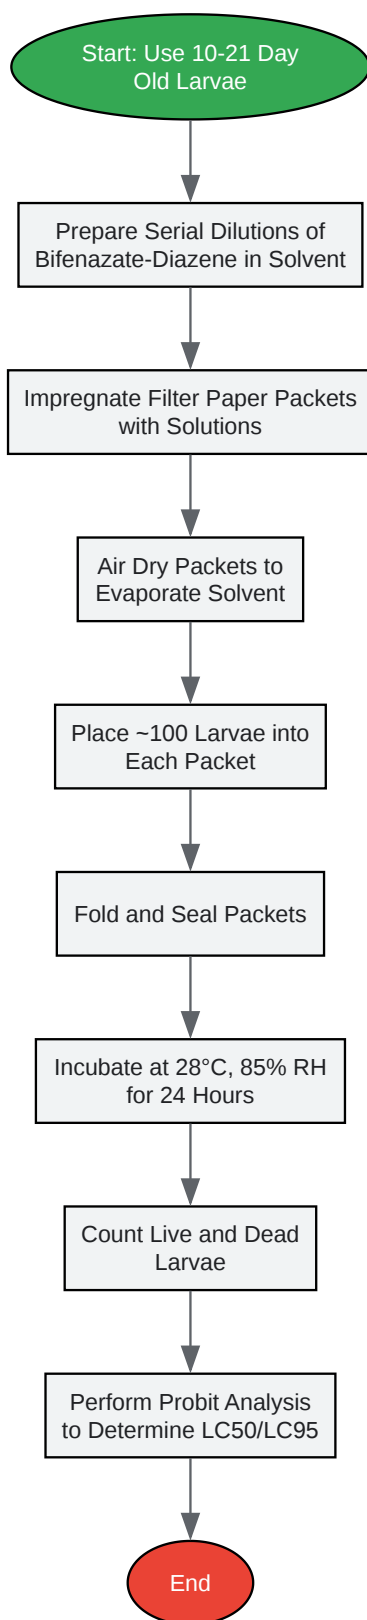 Start: Use 10-21 Day
Old Larvae
Prepare Serial Dilutions of
Bifenazate-Diazene in Solvent
Impregnate Filter Paper Packets
with Solutions
Air Dry Packets to
Evaporate Solvent
Place ~100 Larvae into
Each Packet
Fold and Seal Packets
Incubate at 28°C, 85% RH
for 24 Hours
Count Live and Dead
Larvae
Perform Probit Analysis
to Determine LC50/LC95
End